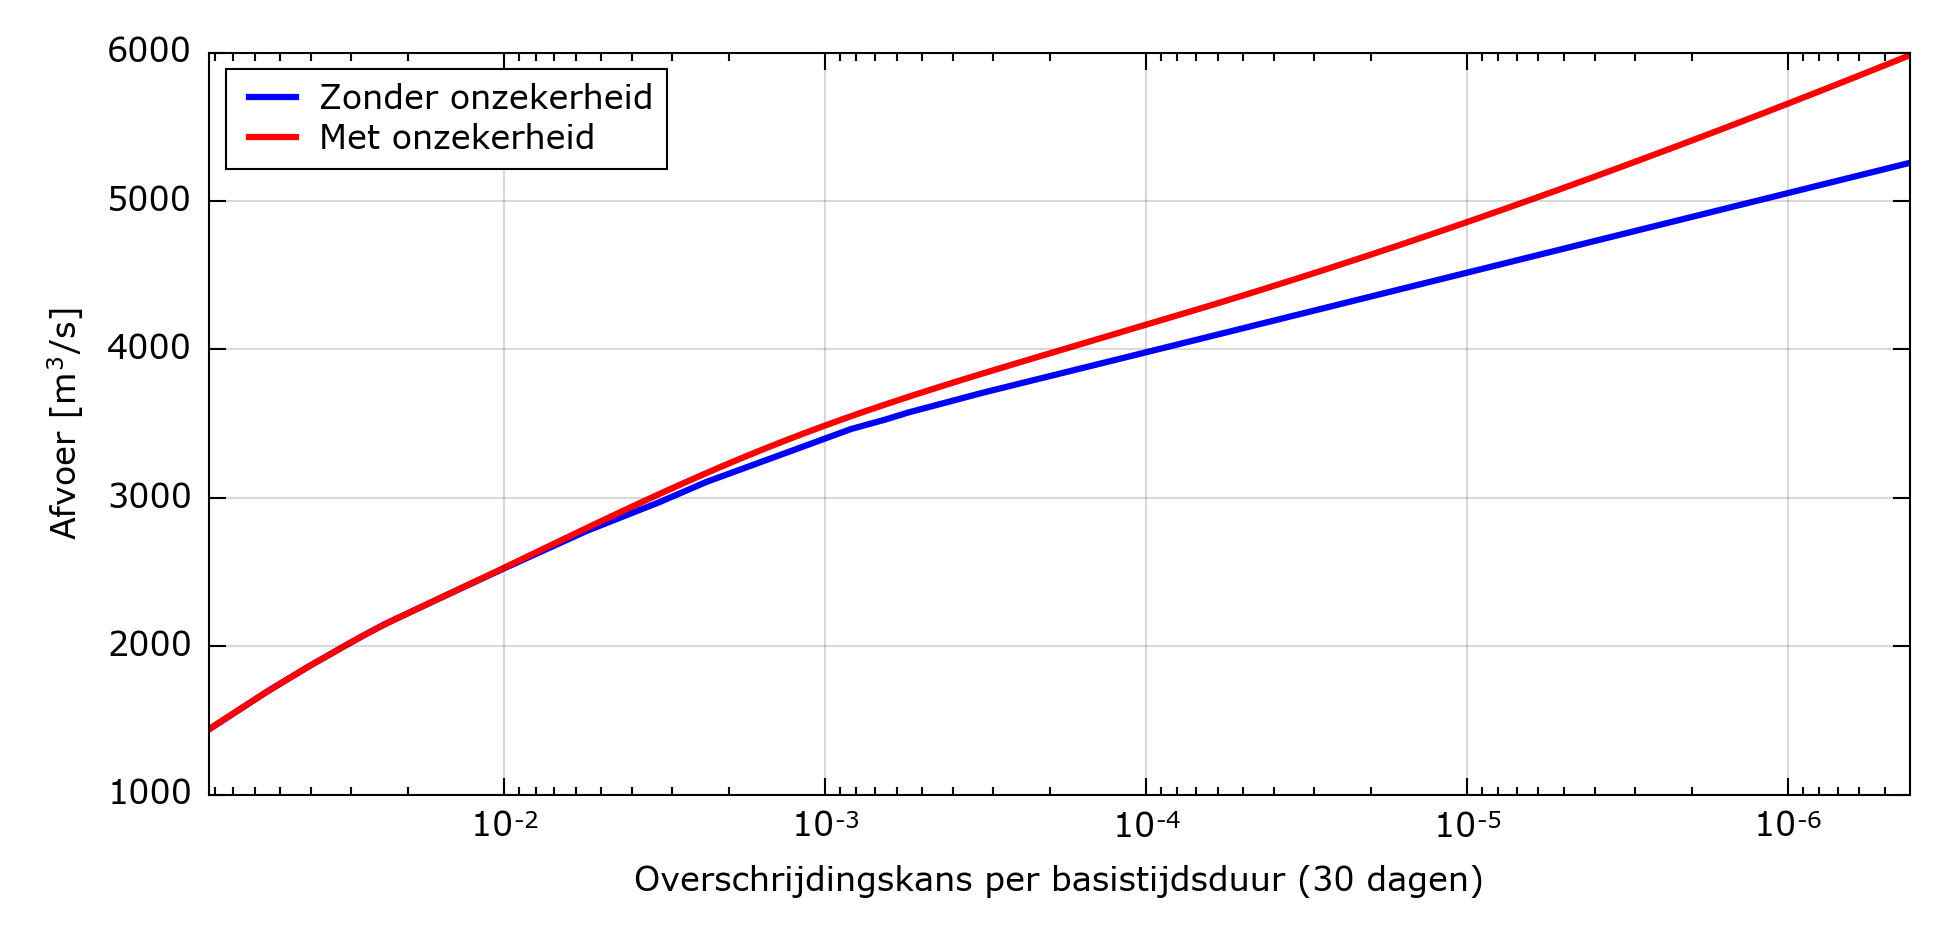 6000
5000
4000
3000
2000
1000
Afvoer [m³/s]
Zonder onzekerheid
Met onzekerheid
10⁻² 10⁻³ 10⁻⁴ 10⁻⁵ 10⁻⁶
Overschrijdingskans per basistijdsduur (30 dagen)